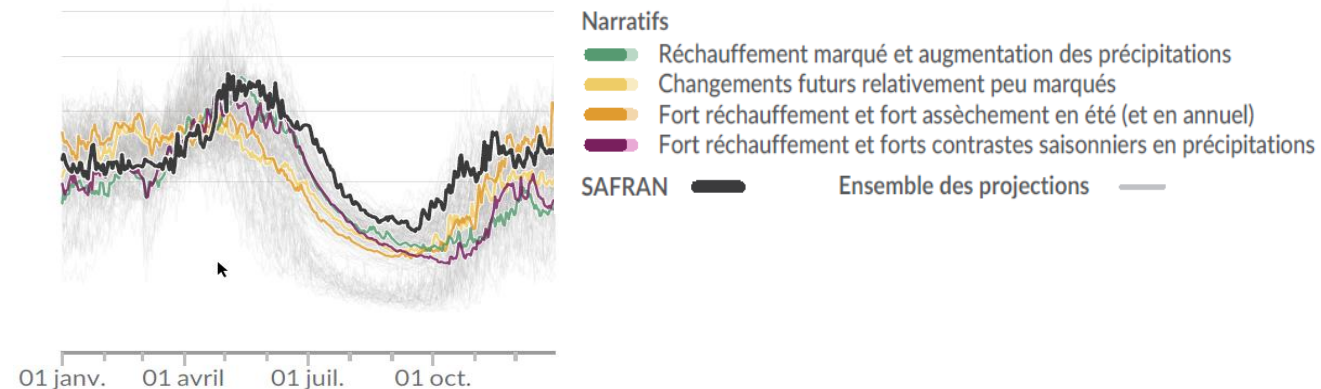 Narratifs
Réchauffement marqué et augmentation des précipitations
Changements futurs relativement peu marqués
Fort réchauffement et fort assèchement en été (et en annuel)
Fort réchauffement et forts contrastes saisonniers en précipitations
SAFRAN Ensemble des projections
01 janv. 01 avril 01 juil. 01 oct.